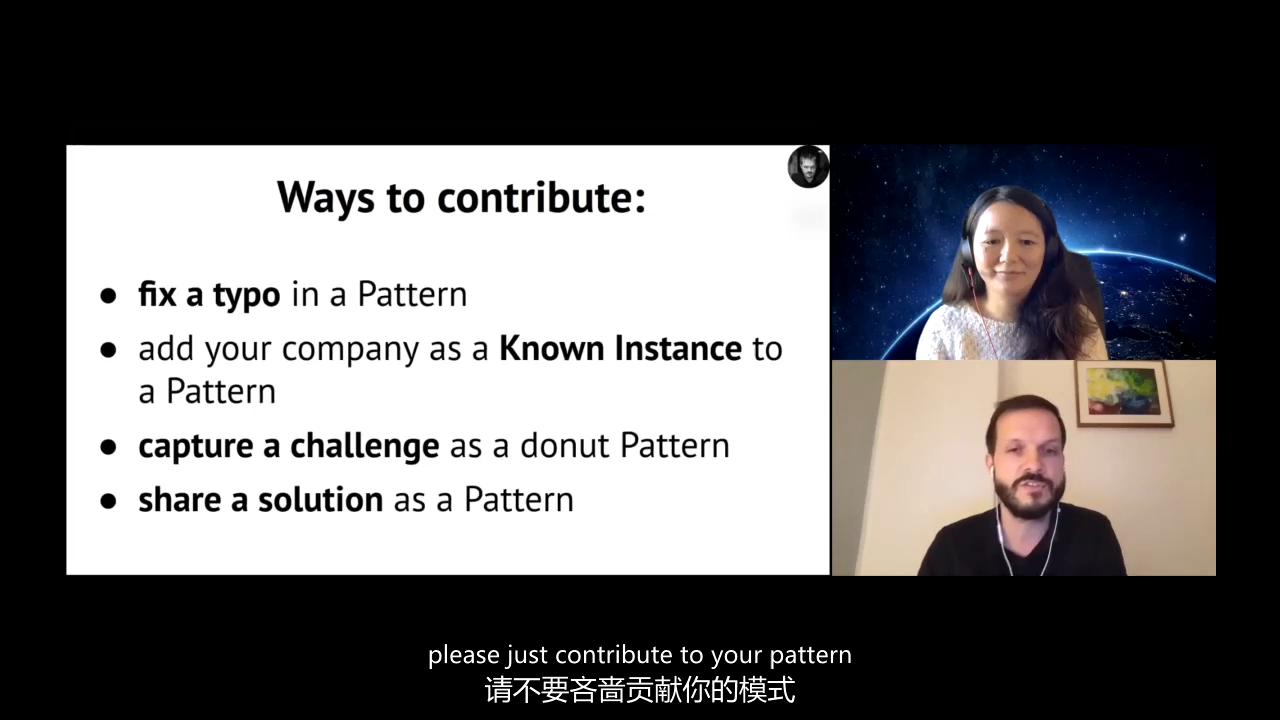 Ways to contribute:
● fix a typo in a Pattern
● add your company as a Known Instance to
a Pattern
● capture a challenge as a donut Pattern
● share a solution as a Pattern
please just contribute to your pattern
请不要吝啬贡献你的模式